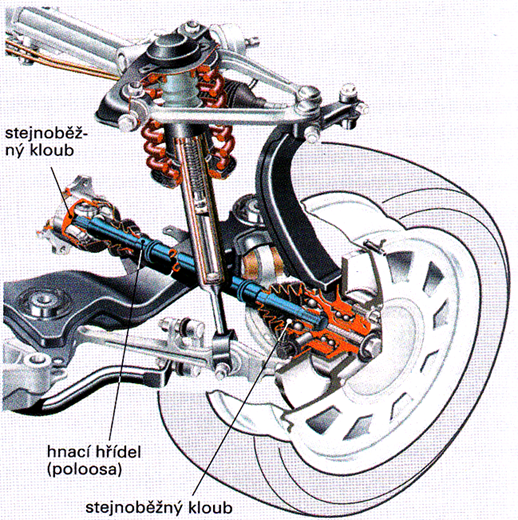 stejnoběž-
ný kloub
hnací hřídel
(poloosa)
stejnoběžný kloub